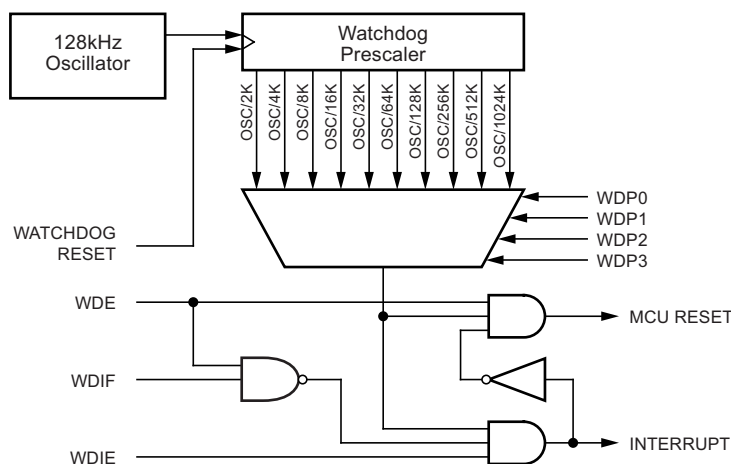 128kHz
Oscillator
Watchdog
Prescaler
OSC/2K
OSC/4K
OSC/8K
OSC/16K
OSC/32K
OSC/64K
OSC/128K
OSC/256K
OSC/512K
OSC/1024K
WDP0
WDP1
WDP2
WDP3
WATCHDOG
RESET
WDE
MCU RESET
WDIF
INTERRUPT
WDIE